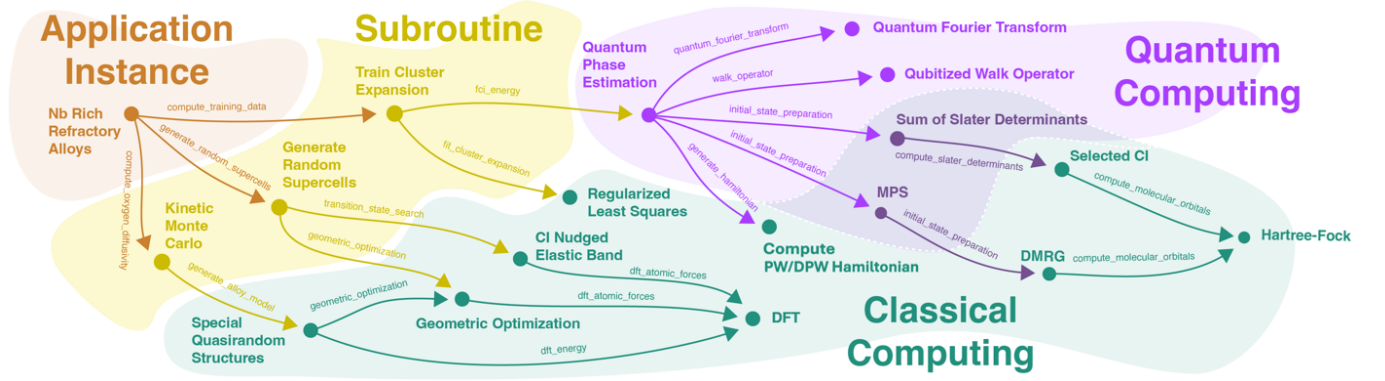 Application
Instance
Subroutine
Quantum
Computing
Classical
Computing
Nb Rich
Refractory
Alloys
compute_training_data
generate_random_supercells
compute_oxygen_diffusivity
Train Cluster
Expansion
fci_energy
fit_cluster_expansion
Generate
Random
Supercells
transition_state_search
geometric_optimization
Kinetic
Monte
Carlo
generate_alloy_model
Special
Quasirandom
Structures
geometric_optimization
dft_energy
Geometric Optimization
dft_atomic_forces
CI Nudged
Elastic Band
dft_atomic_forces
DFT
Regularized
Least Squares
Quantum
Phase
Estimation
quantum_fourier_transform
walk_operator
initial_state_preparation
initial_state_preparation
generate_hamiltonian
Quantum Fourier Transform
Qubitized Walk Operator
Sum of Slater Determinants
compute_slater_determinants
MPS
initial_state_preparation
Compute
PW/DPW Hamiltonian
Selected CI
compute_molecular_orbitals
DMRG
compute_molecular_orbitals
Hartree-Fock